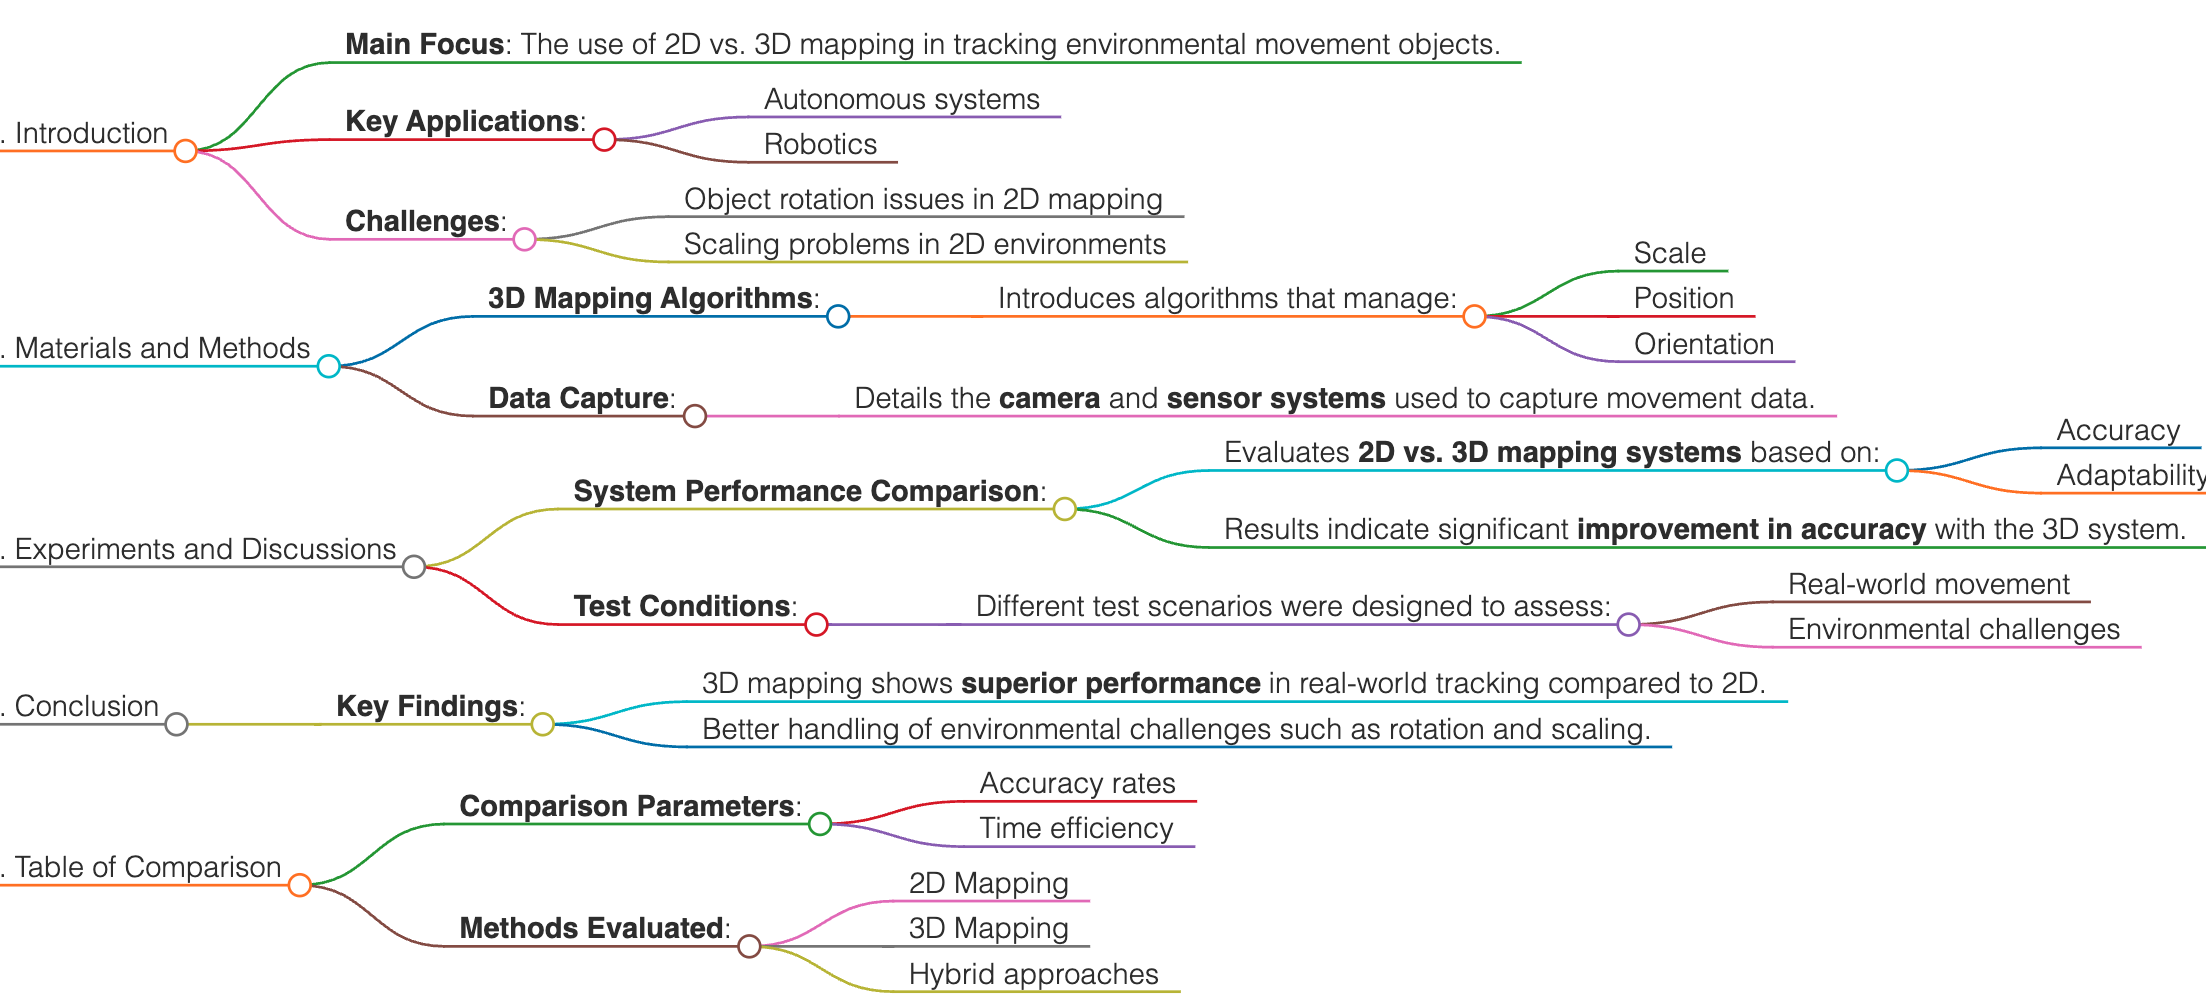 Main Focus: The use of 2D vs. 3D mapping in tracking environmental movement objects.
. Introduction
Key Applications:
Autonomous systems
Robotics
Challenges:
Object rotation issues in 2D mapping
Scaling problems in 2D environments
. Materials and Methods
3D Mapping Algorithms:
Introduces algorithms that manage:
Scale
Position
Orientation
Data Capture:
Details the camera and sensor systems used to capture movement data.
. Experiments and Discussions
System Performance Comparison:
Evaluates 2D vs. 3D mapping systems based on:
Accuracy
Adaptability
Results indicate significant improvement in accuracy with the 3D system.
Test Conditions:
Different test scenarios were designed to assess:
Real-world movement
Environmental challenges
. Conclusion
Key Findings:
3D mapping shows superior performance in real-world tracking compared to 2D.
Better handling of environmental challenges such as rotation and scaling.
. Table of Comparison
Comparison Parameters:
Accuracy rates
Time efficiency
Methods Evaluated:
2D Mapping
3D Mapping
Hybrid approaches